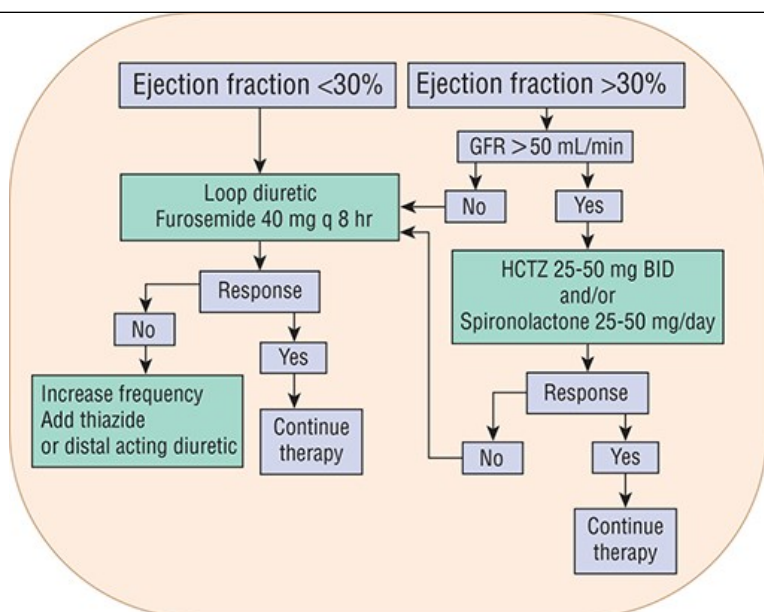 Ejection fraction <30%
Ejection fraction >30%
GFR >50 mL/min
No
Yes
Loop diuretic
Furosemide 40 mg q 8 hr
HCTZ 25-50 mg BID
and/or
Spironolactone 25-50 mg/day
Response
No
Yes
Increase frequency
Add thiazide
or distal acting diuretic
Continue
therapy
Response
No
Yes
Continue
therapy